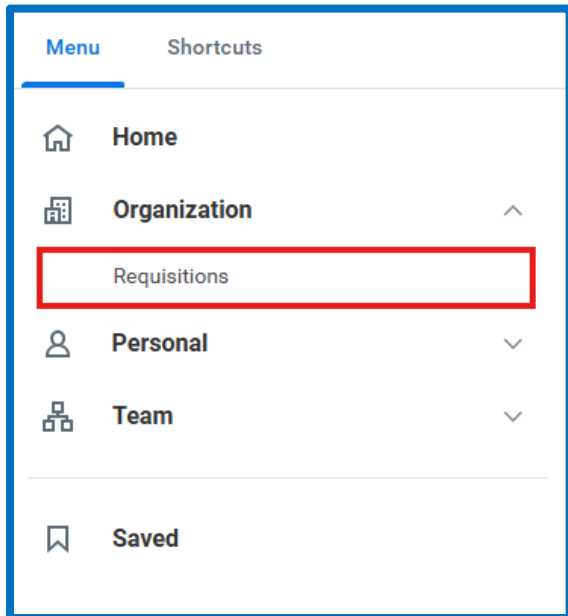 Menu Shortcuts
Home
Organization
Requisitions
Personal
Team
Saved